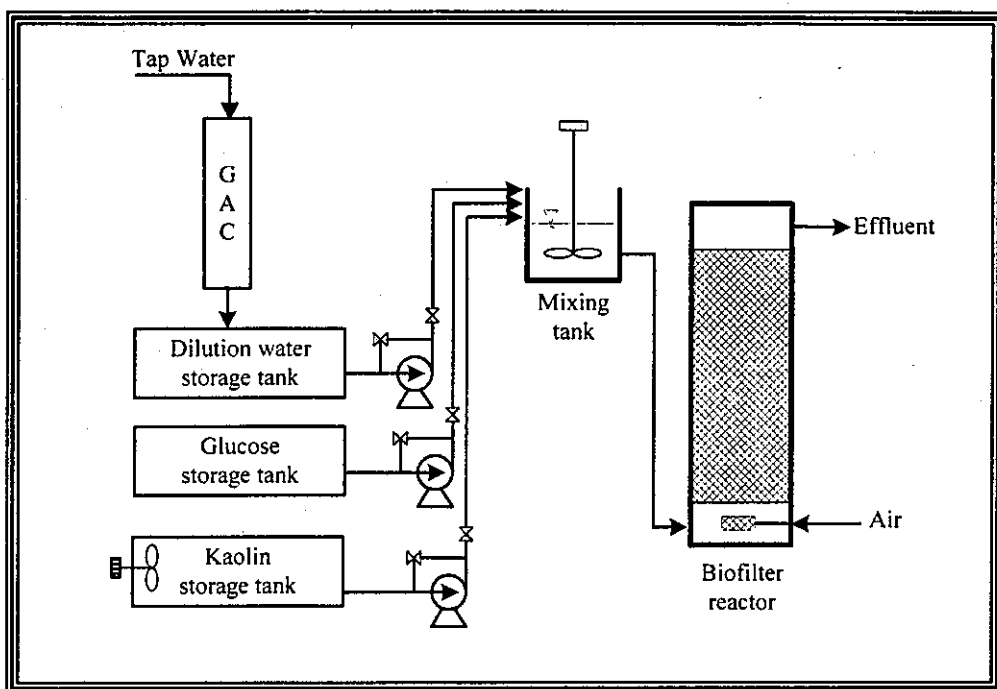 Tap Water
G
A
C
Dilution water
storage tank
Glucose
storage tank
Kaolin
storage tank
Mixing
tank
Effluent
Air
Biofilter
reactor